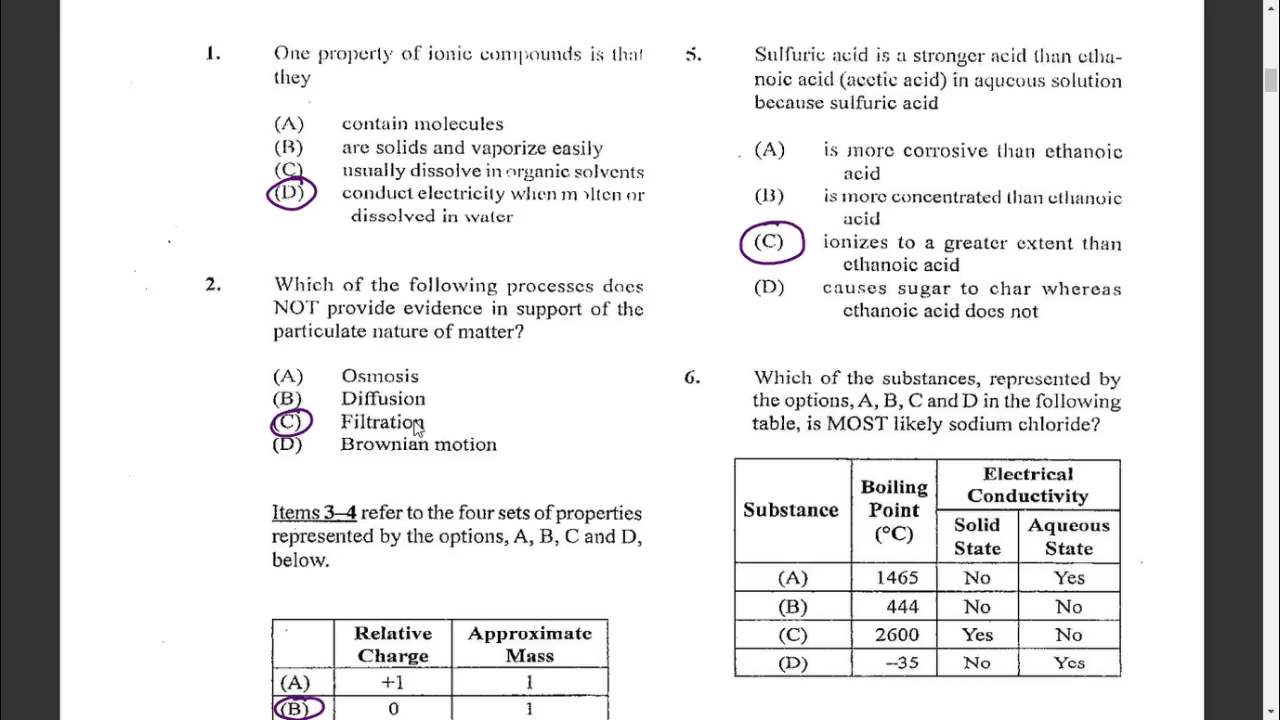 1. One property of ionic compounds is that
they
(A) contain molecules
(B) are solids and vaporize easily
(C) usually dissolve in organic solvents
(D) conduct electricity when molten or
dissolved in water
2. Which of the following processes does
NOT provide evidence in support of the
particulate nature of matter?
(A) Osmosis
(B) Diffusion
(C) Filtration
(D) Brownian motion
Items 3–4 refer to the four sets of properties
represented by the options, A, B, C and D,
below.
Relative Approximate
Charge Mass
(A) +1 1
(B) 0 1
5. Sulfuric acid is a stronger acid than etha-
noic acid (acetic acid) in aqueous solution
because sulfuric acid
(A) is more corrosive than ethanoic
acid
(B) is more concentrated than ethanoic
acid
(C) ionizes to a greater extent than
ethanoic acid
(D) causes sugar to char whereas
ethanoic acid does not
6. Which of the substances, represented by
the options, A, B, C and D in the following
table, is MOST likely sodium chloride?
Substance
Boiling
Point
(°C)
Electrical
Conductivity
Solid Aqueous
State State
(A) 1465 No Yes
(B) 444 No No
(C) 2600 Yes No
(D) –35 No Yes